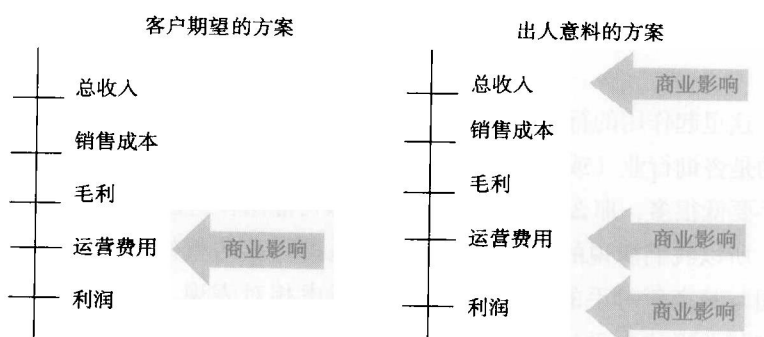 客户期望的方案
总收入
销售成本
毛利
运营费用
商业影响
利润
出人意料的方案
总收入
商业影响
销售成本
毛利
运营费用
商业影响
利润
商业影响